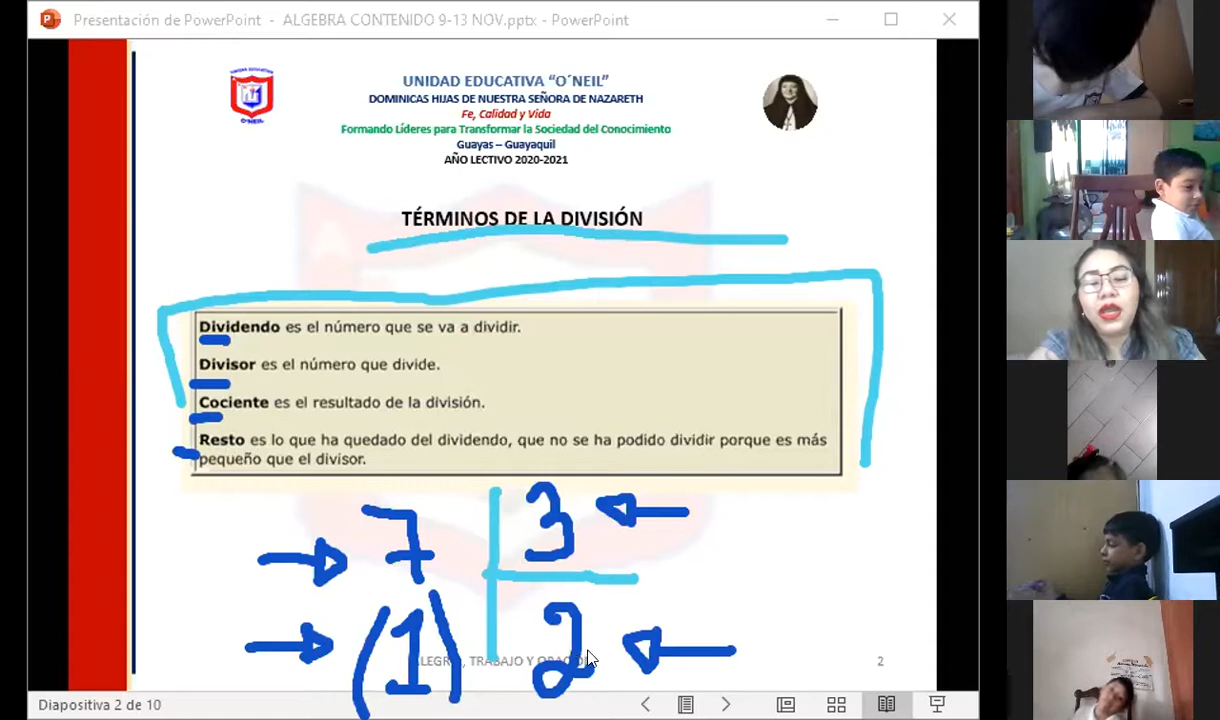 Presentación de PowerPoint - ALGEBRA CONTENIDO 9-13 NOV.pptx - PowerPoint
UNIDAD EDUCATIVA “O´NEIL”
DOMINICAS HIJAS DE NUESTRA SEÑORA DE NAZARETH
Fe, Calidad y Vida
Formando Líderes para Transformar la Sociedad del Conocimiento
Guayas – Guayaquil
AÑO LECTIVO 2020-2021
TÉRMINOS DE LA DIVISIÓN
Dividendo es el número que se va a dividir.
Divisor es el número que divide.
Cociente es el resultado de la división.
Resto es lo que ha quedado del dividendo, que no se ha podido dividir porque es más
pequeño que el divisor.
7 3
(1) 2
TRABAJO Y 2
Diapositiva 2 de 10